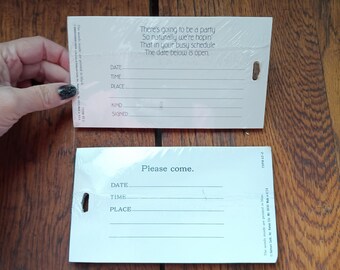 There's going to be a party
So naturally we're hopin'
That in your busy schedule
The date below is open.
DATE
TIME
PLACE
RSVP
SIGNED
Please come.
DATE
TIME
PLACE